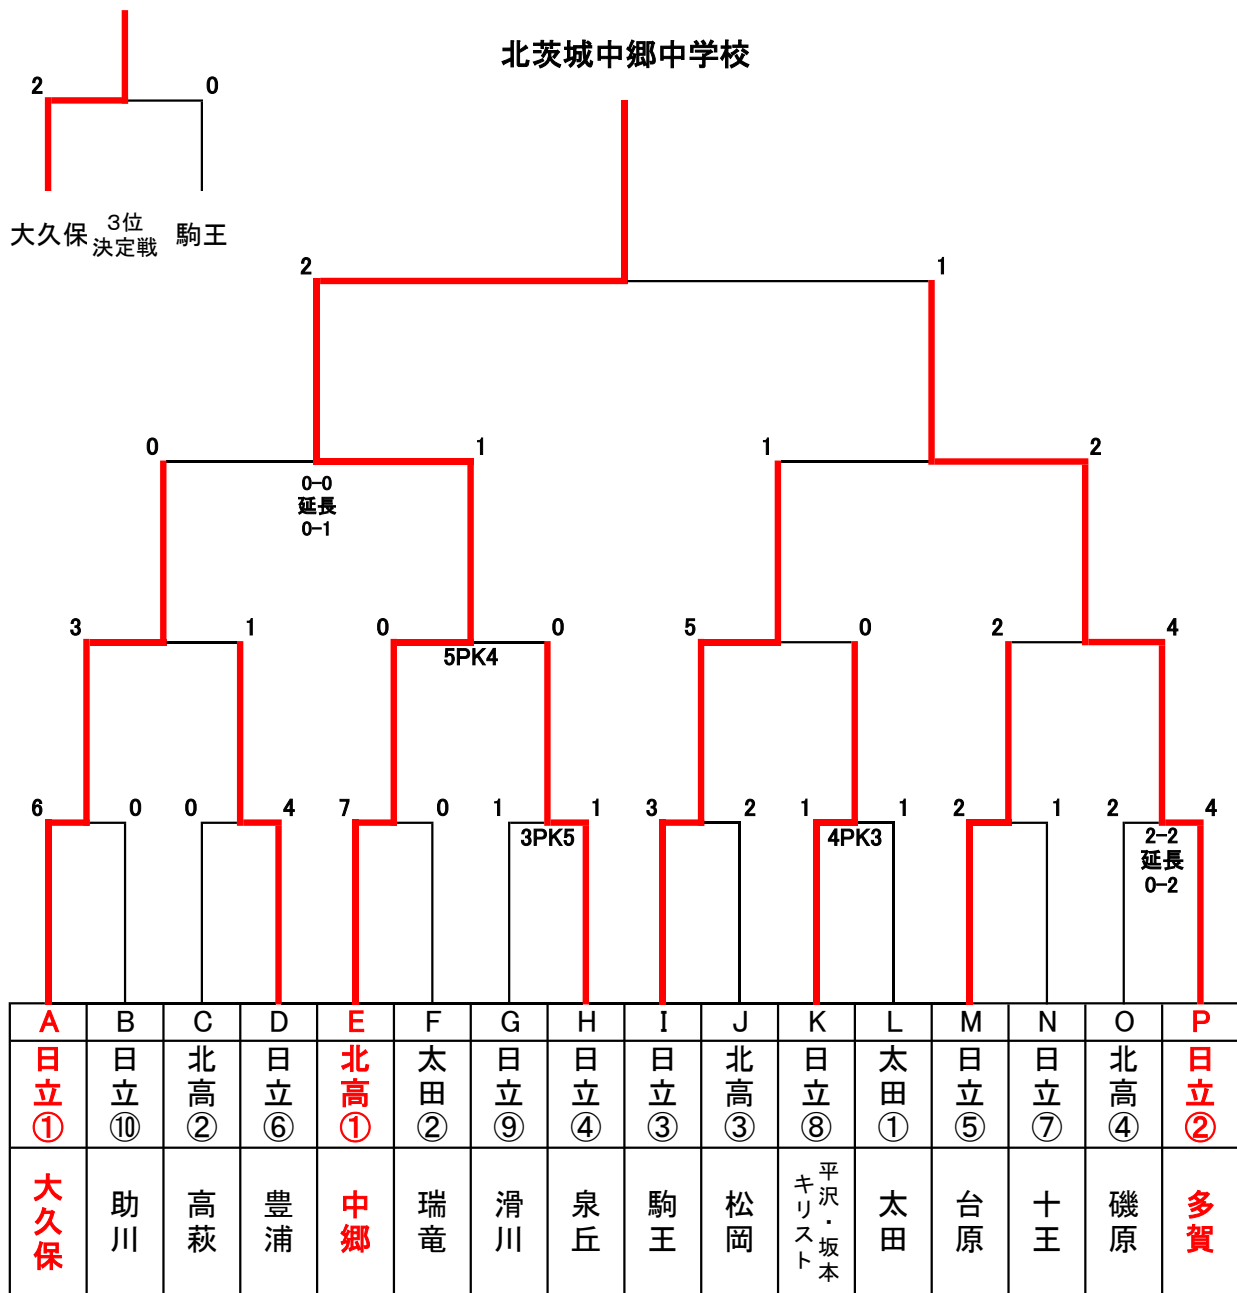 北茨城中郷中学校
2 0
大久保 3位決定戦 駒王
2 1
0 1 1 2
0-0
延長
0-1
3 1 0 0 5 0 2 4
5PK4
6 0 0 4 7 0 1 1 3 2 1 1 2 1 2 4
3PK5 4PK3 2-2
延長
0-2
A B C D E F G H I J K L M N O P
日立① 日立⑩ 北高② 日立⑥ 北高① 太田② 日立⑨ 日立④ 日立③ 北高③ 日立⑧ 太田① 日立⑤ 日立⑦ 北高④ 日立②
大久保 助川 高萩 豊浦 中郷 瑞竜 滑川 泉丘 駒王 松岡 平沢・坂本キリスト 太田 台原 十王 磯原 多賀